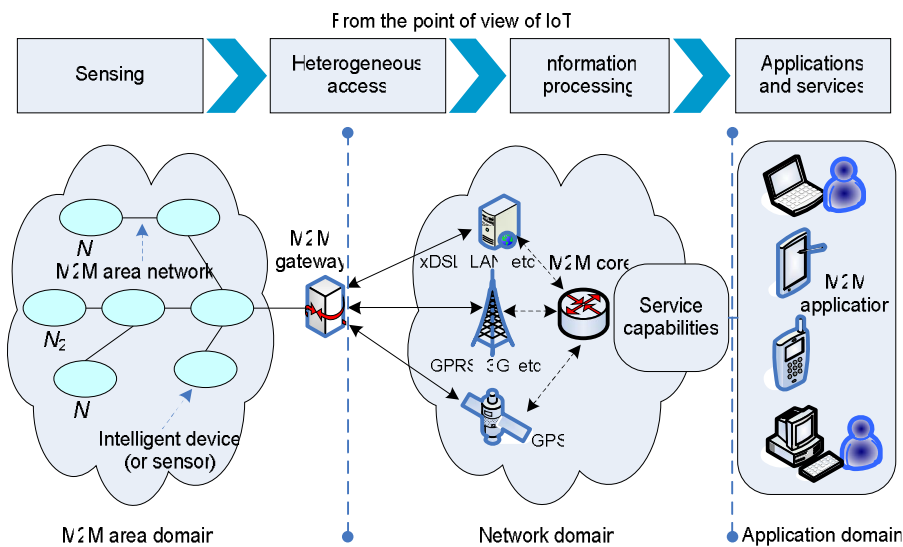 From the point of view of IoT
Sensing
Heterogeneous
access
nformation
processing
Applications
and services
N
M2M area network
N2
N
Intelligent device
(or sensor)
M2M
gateway
xDSL LAN etc
M2M core
GPRS 3G etc
GPS
Service
capabilities
M2M
application
M2M area domain
Network domain
Application domain